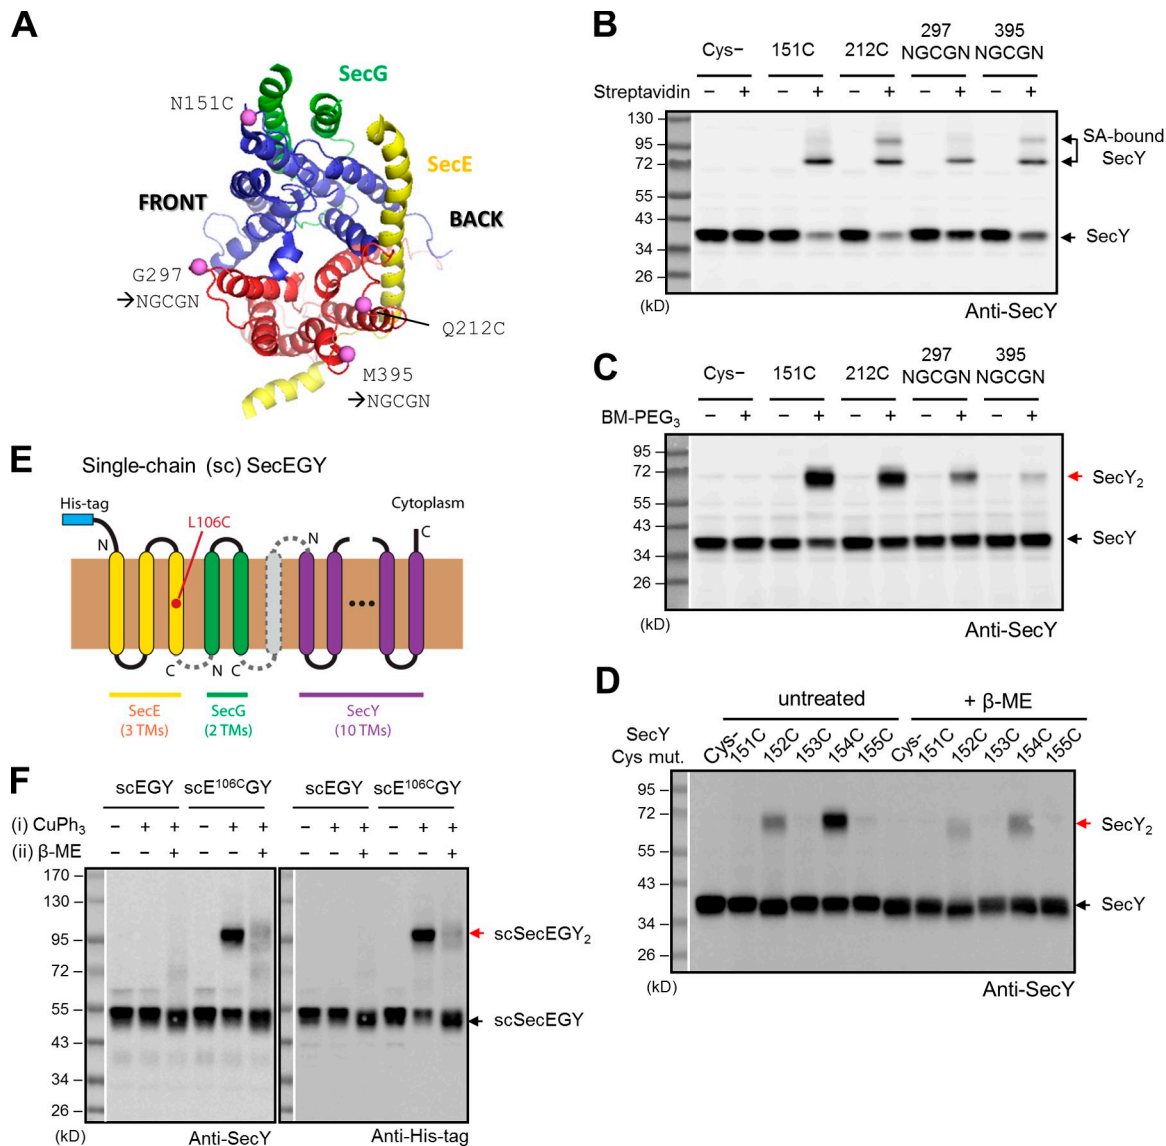 A
SecG
N151C
SecE
FRONT
BACK
G297
→NGCGN
Q212C
M395
→NGCGN
B
Cys– 151C 212C 297 NGCGN 395 NGCGN
Streptavidin – + – + – + – + – +
130
95
72
55
43
34
26
(kD)
SA-bound
SecY
SecY
Anti-SecY
C
Cys– 151C 212C 297 NGCGN 395 NGCGN
BM-PEG3 – + – + – + – + – +
95
72
55
43
34
26
(kD)
SecY2
SecY
Anti-SecY
E
Single-chain (sc) SecEGY
His-tag
L106C
Cytoplasm
N
N
C
C
N
C
SecE
(3 TMs)
SecG
(2 TMs)
SecY
(10 TMs)
D
untreated + β-ME
SecY
Cys mut.
Cys- 151C 152C 153C 154C 155C Cys- 151C 152C 153C 154C 155C
95
72
55
43
34
26
(kD)
SecY2
SecY
Anti-SecY
F
scEGY scE106CGY scEGY scE106CGY
(i) CuPh3 – + + – + + – + + – + +
(ii) β-ME – – + – – + – – + – – +
170
130
95
72
55
43
34
26
(kD)
scSecEGY2
scSecEGY
Anti-SecY
Anti-His-tag